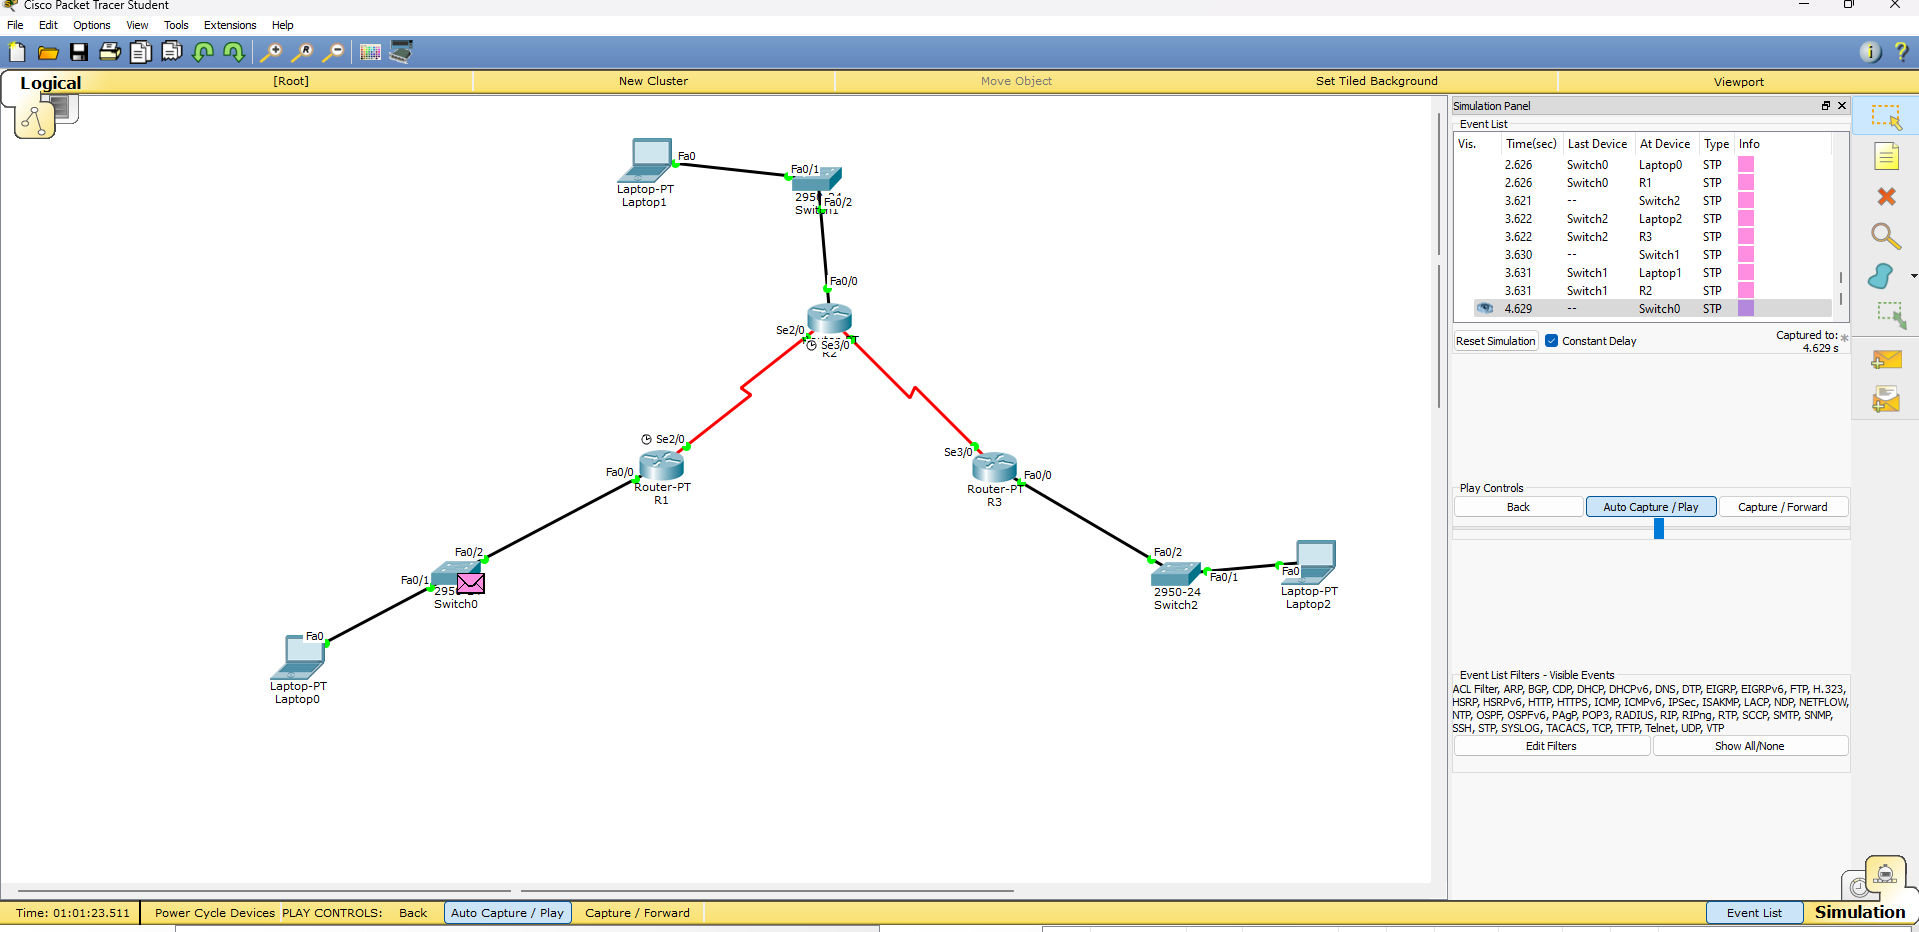 Cisco Packet Tracer Student
File Edit Options View Tools Extensions Help
Logical [Root] New Cluster Move Object Set Tiled Background Viewport
Simulation Panel
Event List
Vis. Time(sec) Last Device At Device Type Info
2.626 Switch0 Laptop0 STP
2.626 Switch0 R1 STP
3.621 -- Switch2 STP
3.622 Switch2 Laptop2 STP
3.622 Switch2 R3 STP
3.630 -- Switch1 STP
3.631 Switch1 Laptop1 STP
3.631 Switch1 R2 STP
4.629 -- Switch0 STP
Reset Simulation Constant Delay Captured to: *
4.629 s
Play Controls
Back Auto Capture / Play Capture / Forward
Event List Filters - Visible Events
ACL Filter, ARP, BGP, CDP, DHCP, DHCPv6, DNS, DTP, EIGRP, EIGRPv6, FTP, H.323,
HSRP, HSRPv6, HTTP, HTTPS, ICMP, ICMPv6, IPSec, ISAKMP, LACP, NDP, NETFLOW,
NTP, OSPF, OSPFv6, PAgP, POP3, RADIUS, RIP, RIPng, RTP, SCCP, SMTP, SNMP,
SSH, STP, SYSLOG, TACACS, TCP, TFTP, Telnet, UDP, VTP
Edit Filters Show All/None
Fa0
Laptop-PT
Laptop1
Fa0/1
Fa0/2
Switch1
Fa0/0
Se2/0
Se3/0
R2
Se2/0
Fa0/0
Router-PT
R1
Se3/0
Fa0/0
Router-PT
R3
Fa0/2
Fa0/1
Switch0
Fa0
Laptop-PT
Laptop0
Fa0/2
Fa0/1
2950-24
Switch2
Fa0
Laptop-PT
Laptop2
Time: 01:01:23.511 Power Cycle Devices PLAY CONTROLS: Back Auto Capture / Play Capture / Forward Event List Simulation